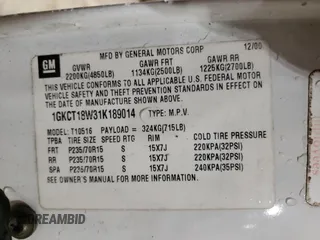 GM
MFD BY GENERAL MOTORS CORP 12/00
GVWR GAWR FRT GAWR RR
2200KG(4850LB) 1134KG(2500LB) 1225KG(2700LB)
THIS VEHICLE CONFORMS TO ALL APPLICABLE U.S. FEDERAL MOTOR
VEHICLE SAFETY AND THEFT PREVENTION STANDARDS IN EFFECT ON
THE DATE OF MANUFACTURE SHOWN ABOVE.
1GKCT18W31K189014 TYPE: M.P.V.
MODEL: T10516 PAYLOAD = 324KG(715LB)
TPBA TIRE SIZE SPEED RTG RIM COLD TIRE PRESSURE
FRT P235/70R15 S 15X7J 220KPA(32PSI)
RR P235/70R15 S 15X7J 220KPA(32PSI)
SPA P235/70R15 S 15X7J 240KPA(35PSI)
SEE OWNER'S MANUAL FOR MORE INFORMATION.
DREAMBID